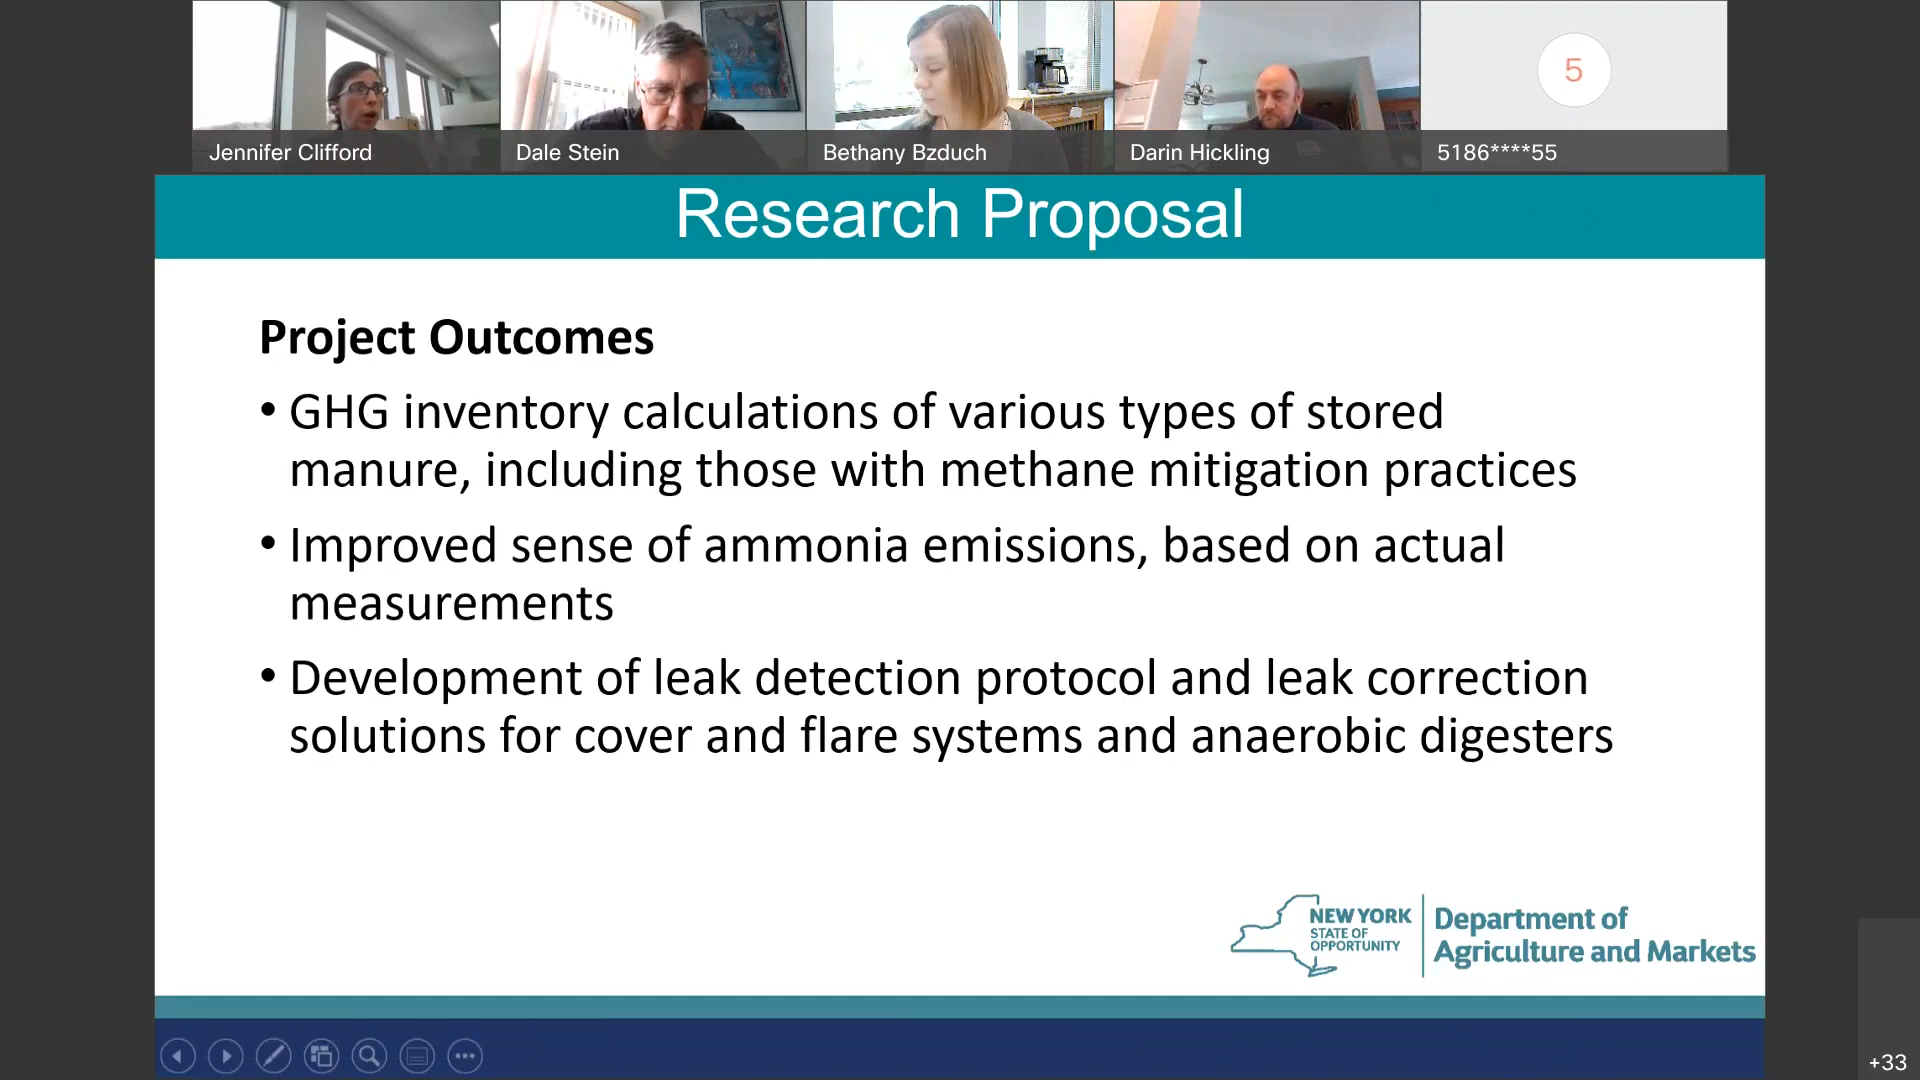 Jennifer Clifford
Dale Stein
Bethany Bzduch
Darin Hickling
5
5186****55
Research Proposal
Project Outcomes
• GHG inventory calculations of various types of stored
manure, including those with methane mitigation practices
• Improved sense of ammonia emissions, based on actual
measurements
• Development of leak detection protocol and leak correction
solutions for cover and flare systems and anaerobic digesters
NEW YORK
STATE OF
OPPORTUNITY
Department of
Agriculture and Markets
+33